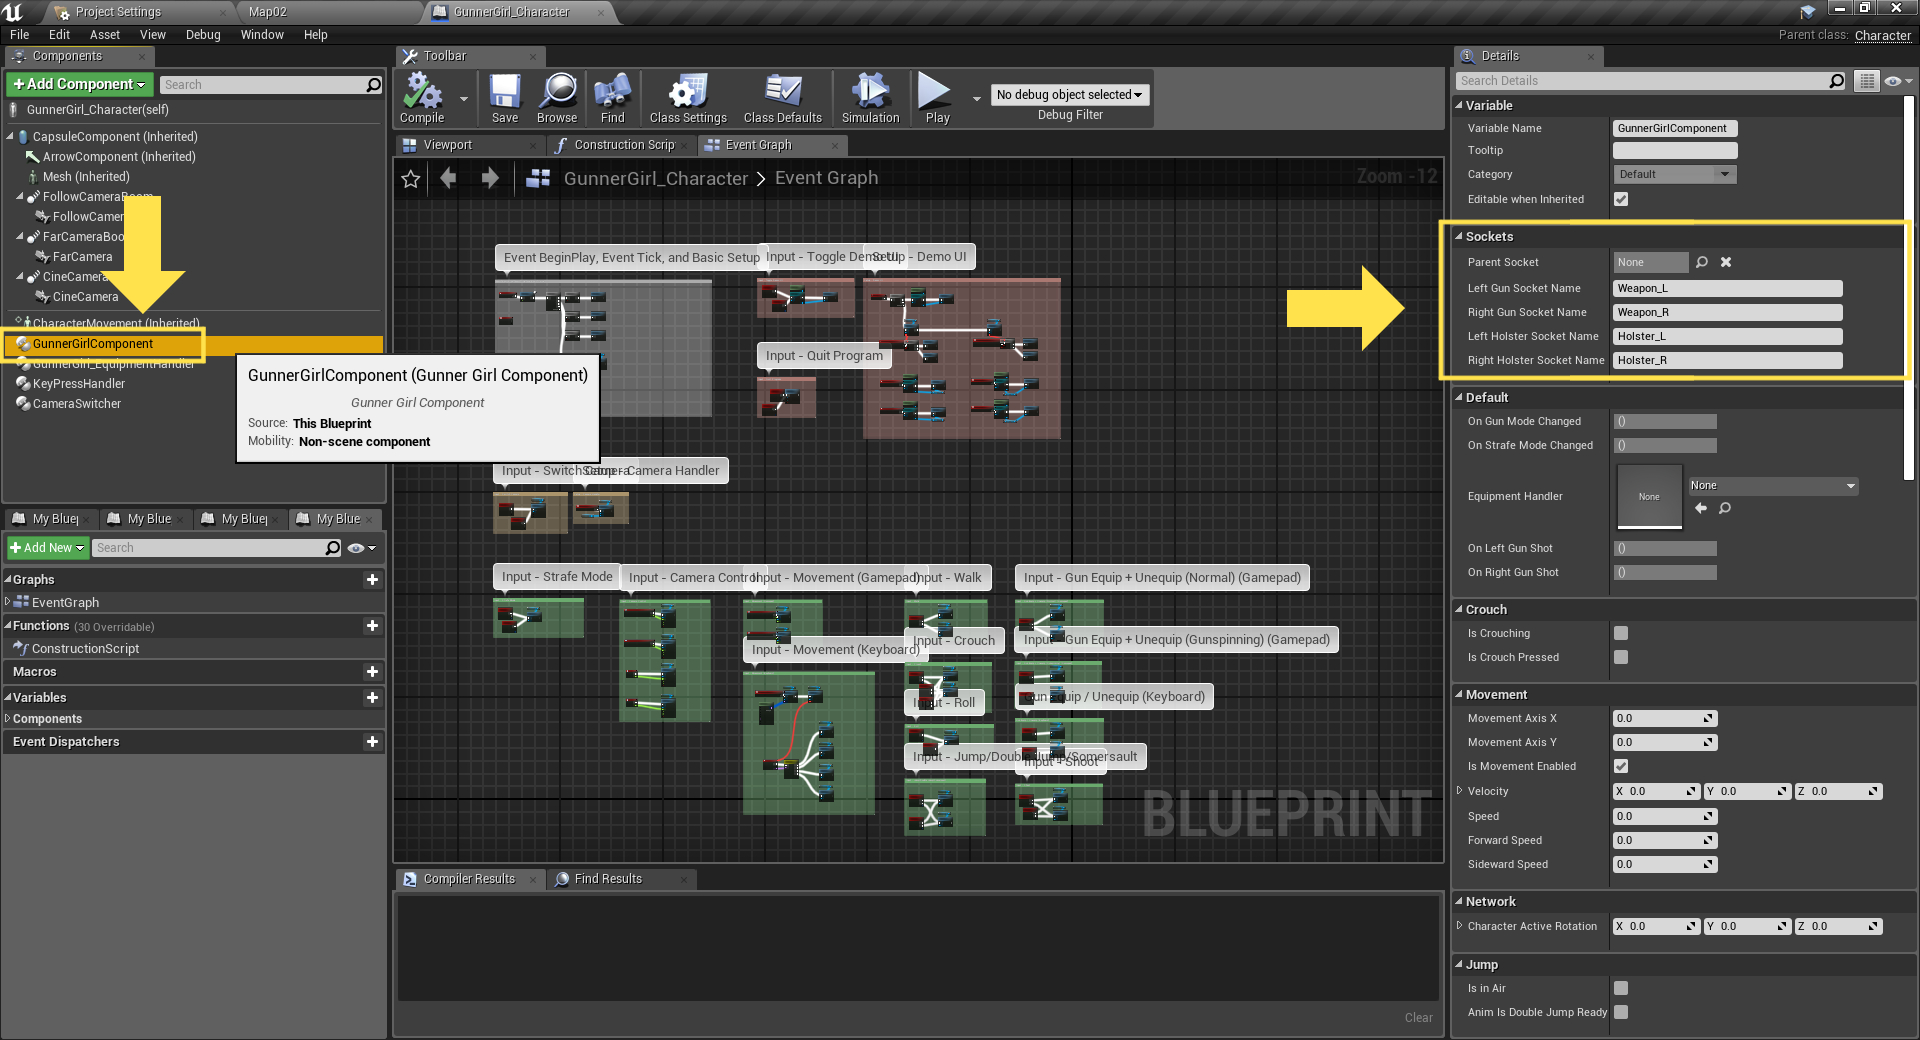 Project Settings
Map02
GunnerGirl_Character
File Edit Asset View Debug Window Help
Parent class: Character
Components
+ Add Component
Search
GunnerGirl_Character(self)
CapsuleComponent (Inherited)
ArrowComponent (Inherited)
Mesh (Inherited)
FollowCameraBoom
FollowCamer
FarCameraBoo
FarCamera
CineCamera
CineCamera
CharacterMovement (Inherited)
GunnerGirlComponent
GunnerGirl_EquipmentHandler
KeyPressHandler
CameraSwitcher
GunnerGirlComponent (Gunner Girl Component)
Gunner Girl Component
Source: This Blueprint
Mobility: Non-scene component
My Blue
My Blue
My Blue
My Blue
+ Add New
Search
Graphs
EventGraph
Functions (30 Overridable)
ConstructionScript
Macros
Variables
Components
Event Dispatchers
Toolbar
Compile
Save
Browse
Find
Class Settings
Class Defaults
Simulation
Play
No debug object selected
Debug Filter
Viewport
Construction Scrip
Event Graph
GunnerGirl_Character > Event Graph
Zoom -12
Event BeginPlay, Event Tick, and Basic Setup
Input - Toggle Demo UI
Setup - Demo UI
Input - Quit Program
Input - Switch Camera
Setup - Camera Handler
Input - Strafe Mode
Input - Camera Control
Input - Movement (Gamepad)
Input - Walk
Input - Gun Equip + Unequip (Normal) (Gamepad)
Input - Movement (Keyboard)
Input - Crouch
Input - Gun Equip + Unequip (Gunspinning) (Gamepad)
Input - Roll
Gun Equip / Unequip (Keyboard)
Input - Jump/Double Jump/Somersault
Input - Shoot
BLUEPRINT
Compiler Results
Find Results
Clear
Details
Search Details
Variable
Variable Name GunnerGirlComponent
Tooltip
Category Default
Editable when Inherited
Sockets
Parent Socket None
Left Gun Socket Name Weapon_L
Right Gun Socket Name Weapon_R
Left Holster Socket Name Holster_L
Right Holster Socket Name Holster_R
Default
On Gun Mode Changed ()
On Strafe Mode Changed ()
Equipment Handler None None
On Left Gun Shot ()
On Right Gun Shot ()
Crouch
Is Crouching
Is Crouch Pressed
Movement
Movement Axis X 0.0
Movement Axis Y 0.0
Is Movement Enabled
Velocity X 0.0 Y 0.0 Z 0.0
Speed 0.0
Forward Speed 0.0
Sideward Speed 0.0
Network
Character Active Rotation X 0.0 Y 0.0 Z 0.0
Jump
Is in Air
Anim Is Double Jump Ready